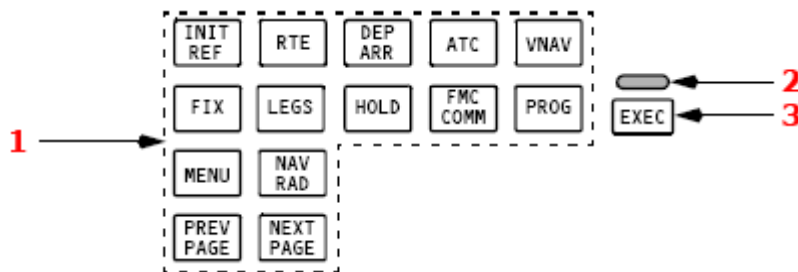 INIT
REF
RTE
DEP
ARR
ATC
VNAV
2
FIX
LEGS
HOLD
FMC
COMM
PROG
EXEC
3
1
MENU
NAV
RAD
PREV
PAGE
NEXT
PAGE